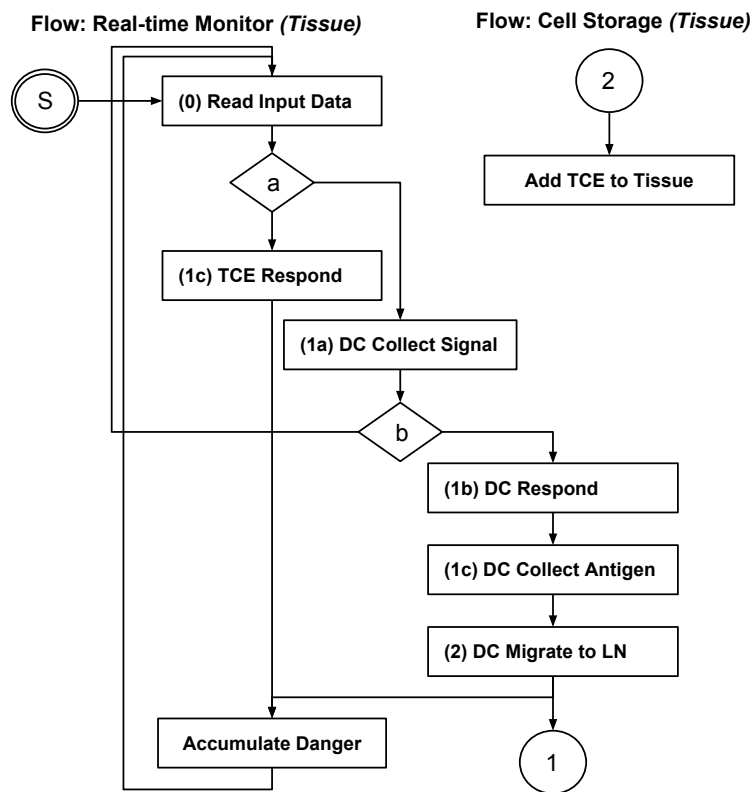 Flow: Real-time Monitor (Tissue)
Flow: Cell Storage (Tissue)
S
(0) Read Input Data
2
a
Add TCE to Tissue
(1c) TCE Respond
(1a) DC Collect Signal
b
(1b) DC Respond
(1c) DC Collect Antigen
(2) DC Migrate to LN
Accumulate Danger
1